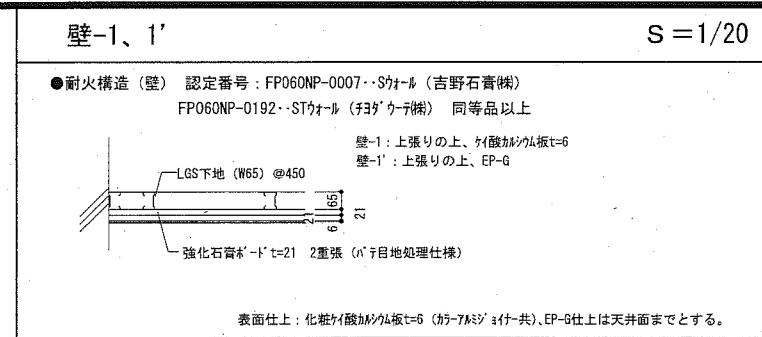 壁-1、1' S=1/20
●耐火構造(壁) 認定番号:FP060NP-0007・・Sウォール(吉野石膏㈱)
FP060NP-0192・・STウォール(チヨダウーテ㈱) 同等品以上
壁-1:上張りの上、ケイ酸カルシウム板t=6
壁-1':上張りの上、EP-G
LGS下地(W65)@450
65
21
21
6
強化石膏ボードt=21 2重張(パテ目地処理仕様)
表面仕上:化粧ケイ酸カルシウム板t=6(カラーアルミジョイナー共)、EP-G仕上は天井面までとする。